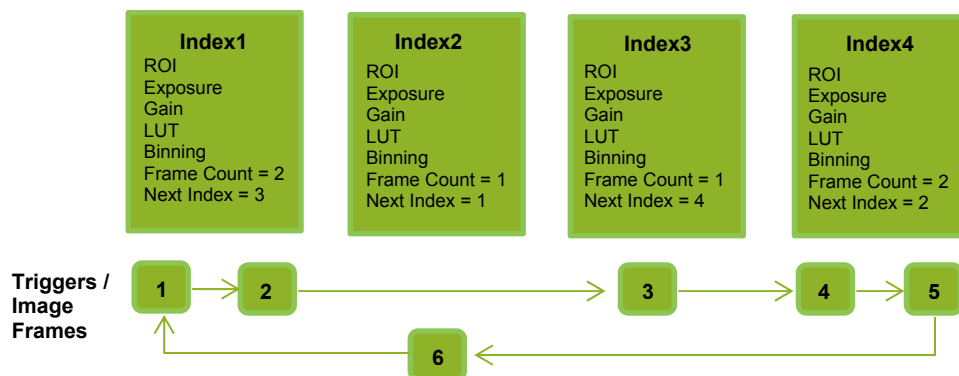 Index1
ROI
Exposure
Gain
LUT
Binning
Frame Count = 2
Next Index = 3
Index2
ROI
Exposure
Gain
LUT
Binning
Frame Count = 1
Next Index = 1
Index3
ROI
Exposure
Gain
LUT
Binning
Frame Count = 1
Next Index = 4
Index4
ROI
Exposure
Gain
LUT
Binning
Frame Count = 2
Next Index = 2
Triggers /
Image
Frames
1
2
3
4
5
6